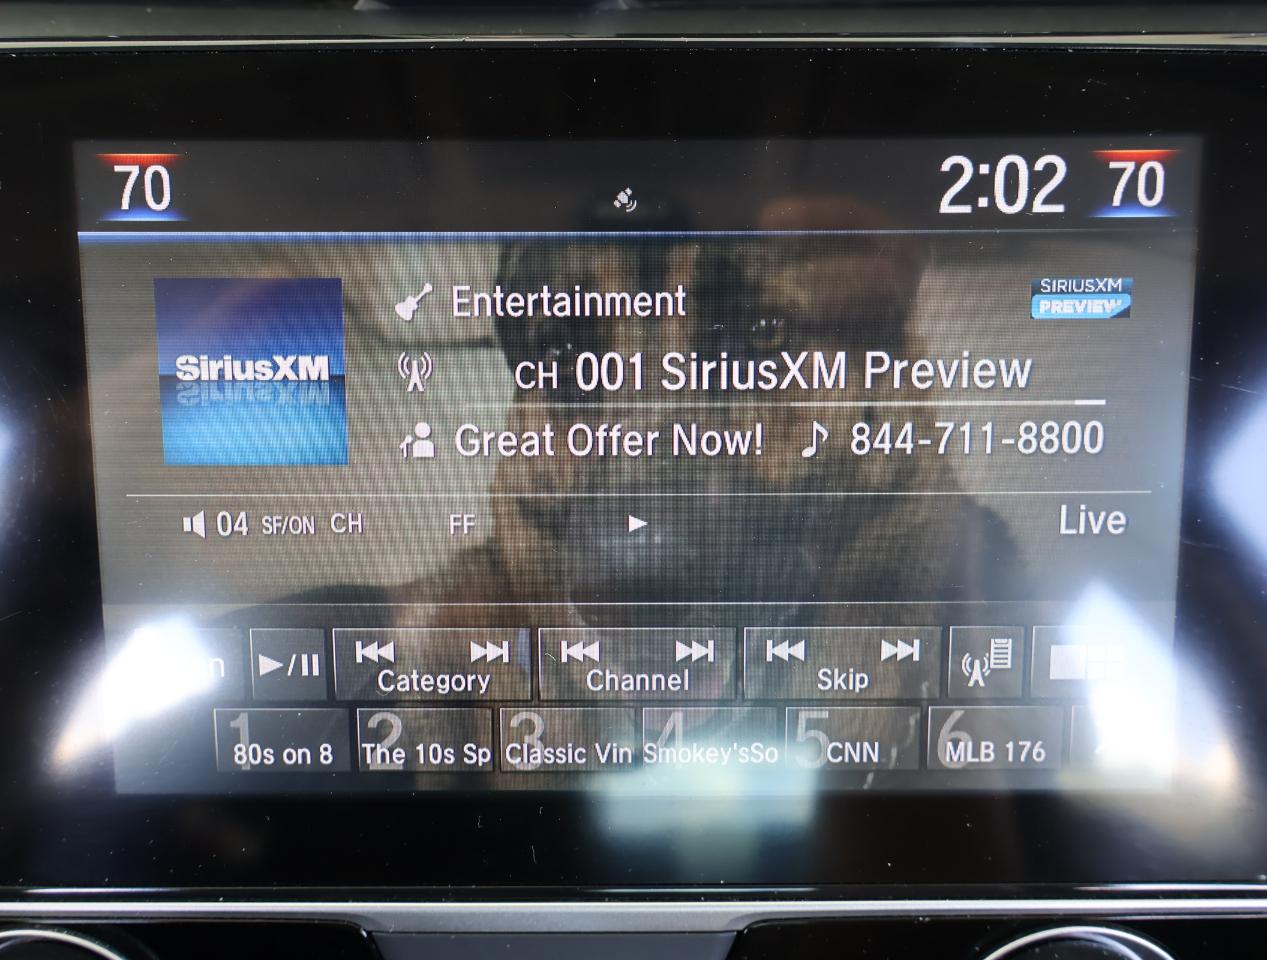 70
2:02
70
SiriusXM
Entertainment
SIRIUSXM
PREVIEW
CH 001 SiriusXM Preview
Great Offer Now!
844-711-8800
04 SF/ON CH
FF
Live
Category
Channel
Skip
1
80s on 8
2
The 10s Sp
3
Classic Vin
4
Smokey'sSo
5
CNN
6
MLB 176